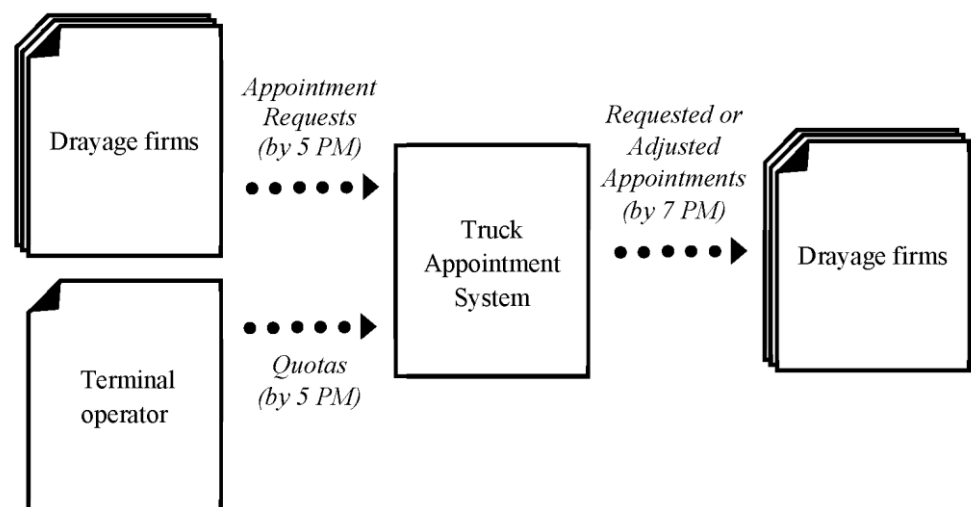 Drayage firms
Appointment
Requests
(by 5 PM)
Terminal
operator
Quotas
(by 5 PM)
Truck
Appointment
System
Requested or
Adjusted
Appointments
(by 7 PM)
Drayage firms